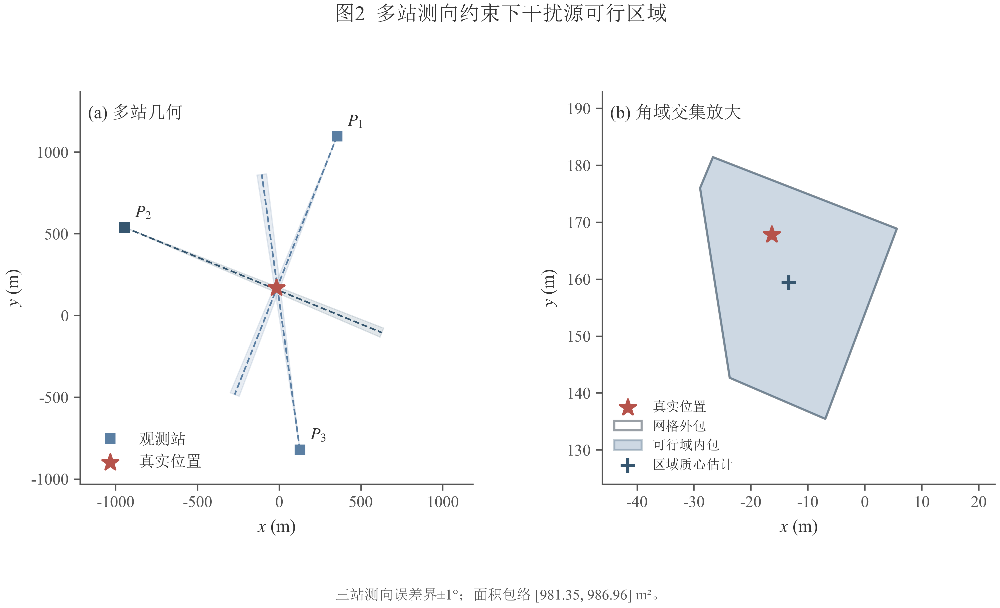 图2 多站测向约束下干扰源可行区域
(a) 多站几何
P1
P2
P3
1000
500
0
-500
-1000
y (m)
-1000 -500 0 500 1000
x (m)
观测站
真实位置
(b) 角域交集放大
190
180
170
160
150
140
130
y (m)
-40 -30 -20 -10 0 10 20
x (m)
真实位置
网格外包
可行域内包
区域质心估计
三站测向误差界±1°；面积包络 [981.35, 986.96] m²。